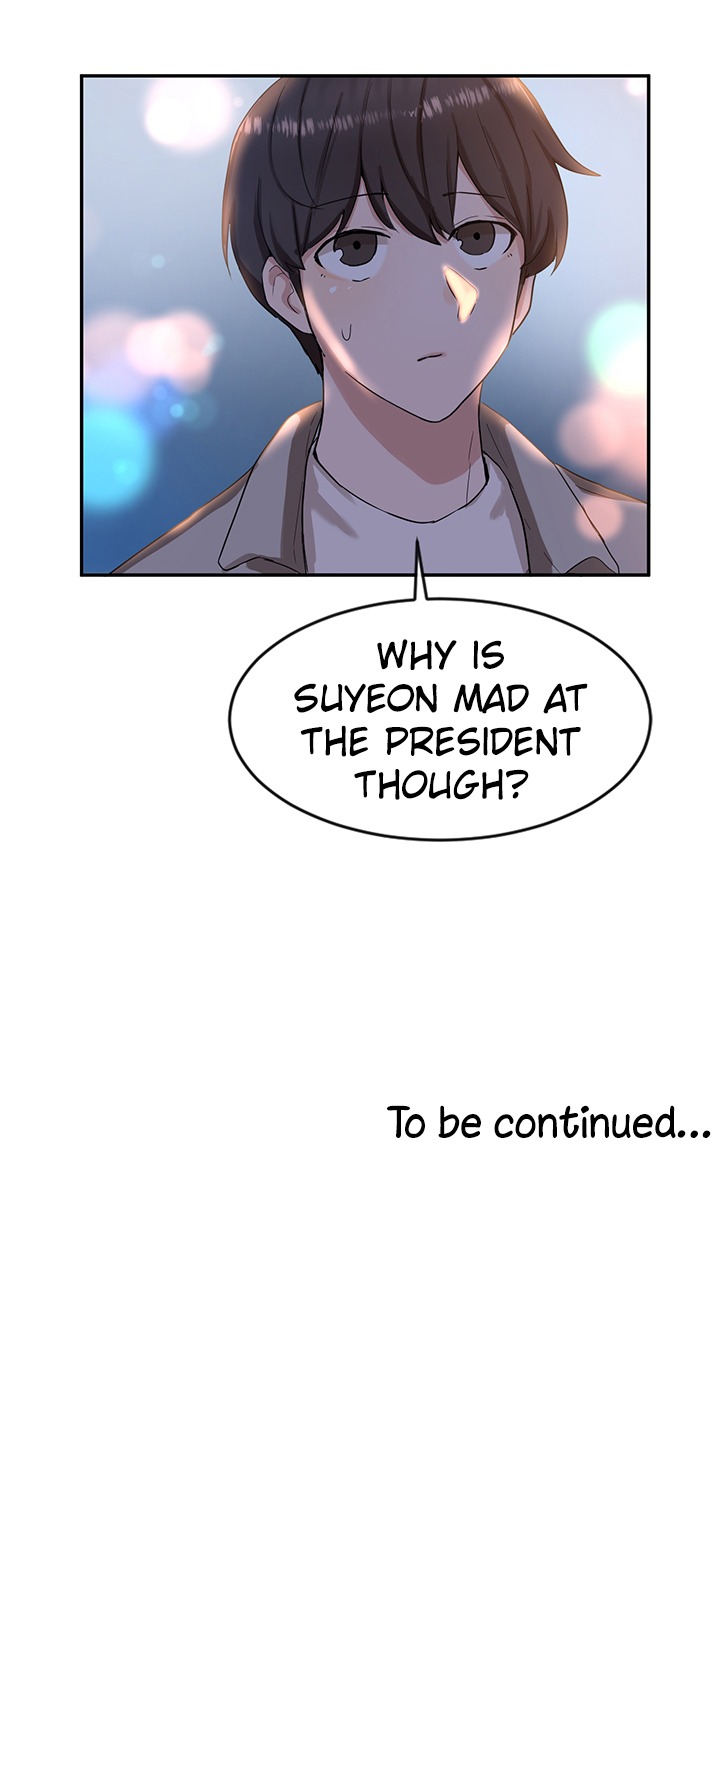 WHY IS
SUYEON MAD AT
THE PRESIDENT
THOUGH?
To be continued...